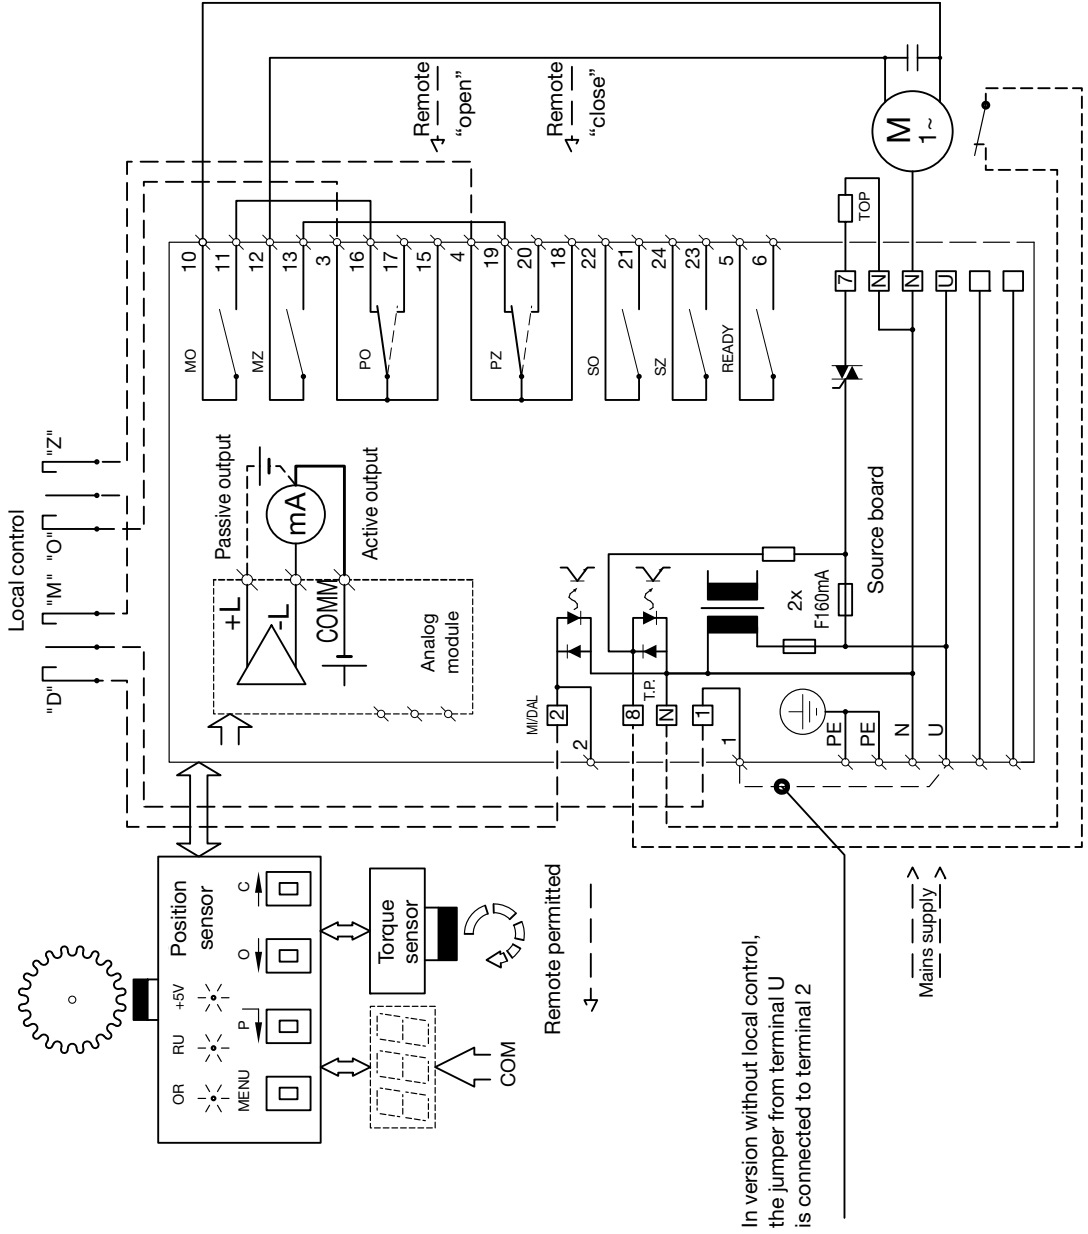 Local control
"D"
"M"
"O"
"Z"
Remote
"open"
Remote
"close"
10
11
12
13
3
16
17
15
4
19
20
18
22
21
24
23
5
6
MO
MZ
PO
PZ
SO
SZ
READY
M
1~
TOP
7
N
N
U
Passive output
Active output
+L
-L
COMM
mA
Analog
module
MI/DAL
2
2
8
T.P.
N
1
1
2x
F160mA
Source board
PE
PE
N
U
Position
sensor
OR
RU
+5V
MENU
P
O
C
Torque
sensor
COM
Remote permitted
Mains supply
In version without local control,
the jumper from terminal U
is connected to terminal 2